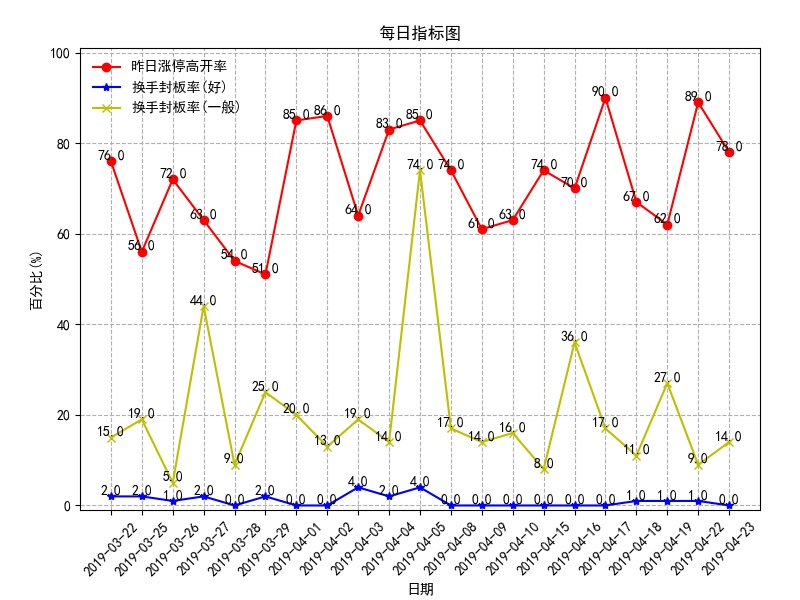 每日指标图
昨日涨停高开率
换手封板率(好)
换手封板率(一般)
百分比(%)
100
80
60
40
20
0
76.0 56.0 72.0 63.0 54.0 51.0 85.0 86.0 64.0 83.0 85.0 74.0 61.0 63.0 74.0 70.0 90.0 67.0 62.0 89.0 78.0
15.0 19.0 5.0 44.0 9.0 25.0 20.0 13.0 19.0 14.0 74.0 17.0 14.0 16.0 8.0 36.0 17.0 11.0 27.0 9.0 14.0
2.0 2.0 1.0 2.0 0.0 2.0 0.0 0.0 4.0 2.0 4.0 0.0 0.0 0.0 0.0 0.0 0.0 1.0 1.0 1.0 0.0
2019-03-22 2019-03-25 2019-03-26 2019-03-27 2019-03-28 2019-03-29 2019-04-01 2019-04-02 2019-04-03 2019-04-04 2019-04-05 2019-04-08 2019-04-09 2019-04-10 2019-04-15 2019-04-16 2019-04-17 2019-04-18 2019-04-19 2019-04-22 2019-04-23
日期